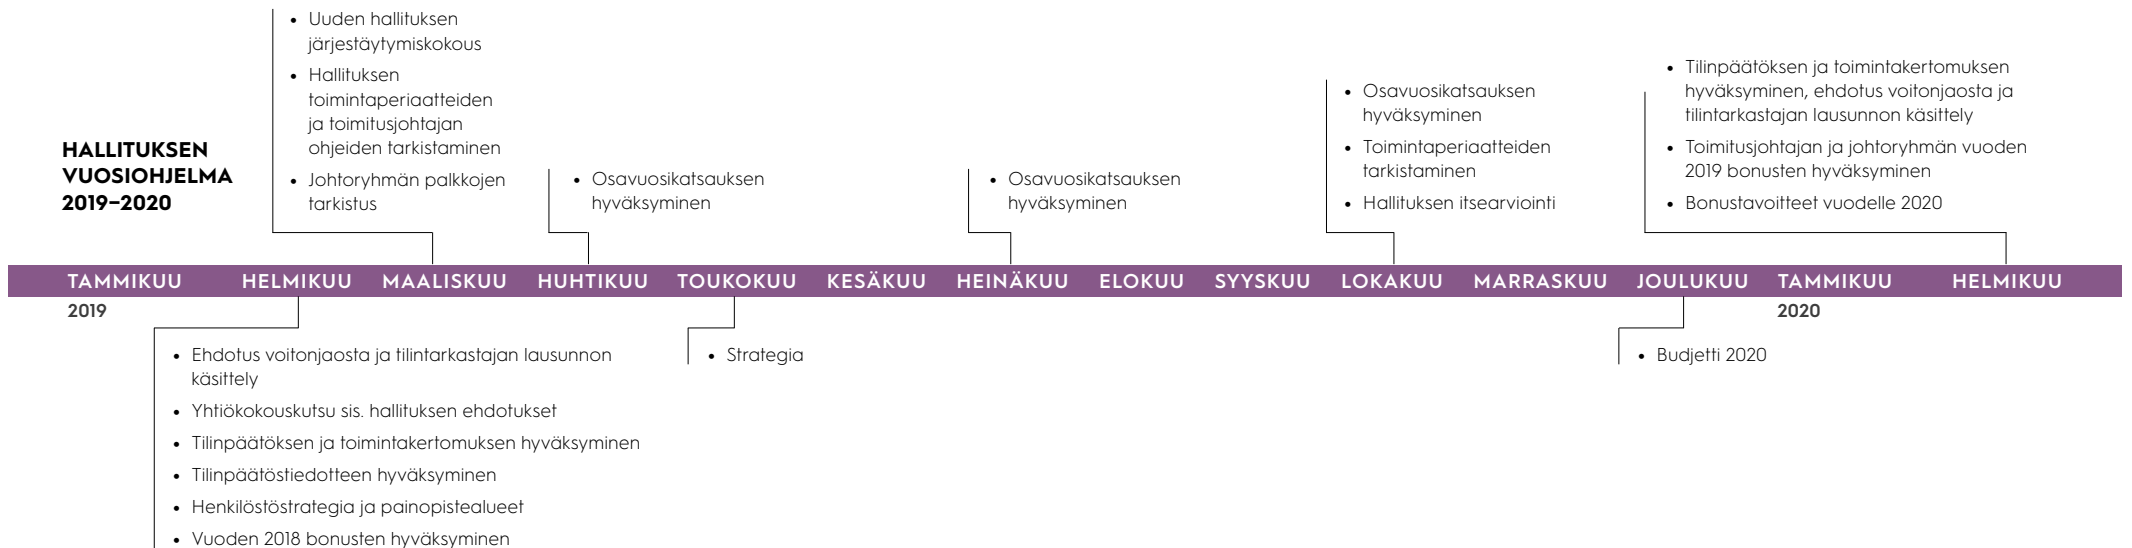 HALLITUKSEN
VUOSIOHJELMA
2019–2020
• Uuden hallituksen
järjestäytymiskokous
• Hallituksen
toimintaperiaatteiden
ja toimitusjohtajan
ohjeiden tarkistaminen
• Johtoryhmän palkkojen
tarkistus
• Osavuosikatsauksen
hyväksyminen
• Osavuosikatsauksen
hyväksyminen
• Osavuosikatsauksen
hyväksyminen
• Toimintaperiaatteiden
tarkistaminen
• Hallituksen itsearviointi
• Tilinpäätöksen ja toimintakertomuksen
hyväksyminen, ehdotus voitonjaosta ja
tilintarkastajan lausunnon käsittely
• Toimitusjohtajan ja johtoryhmän vuoden
2019 bonusten hyväksyminen
• Bonustavoitteet vuodelle 2020
TAMMIKUU HELMIKUU MAALISKUU HUHTIKUU TOUKOKUU KESÄKUU HEINÄKUU ELOKUU SYYSKUU LOKAKUU MARRASKUU JOULUKUU TAMMIKUU HELMIKUU
2019 2020
• Ehdotus voitonjaosta ja tilintarkastajan lausunnon
käsittely
• Yhtiökokouskutsu sis. hallituksen ehdotukset
• Tilinpäätöksen ja toimintakertomuksen hyväksyminen
• Tilinpäätöstiedotteen hyväksyminen
• Henkilöstöstrategia ja painopistealueet
• Vuoden 2018 bonusten hyväksyminen
• Strategia
• Budjetti 2020